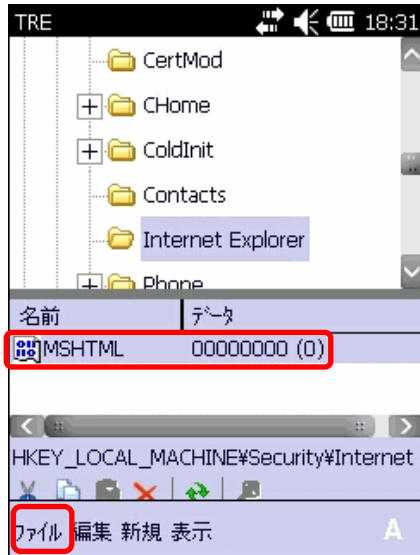 TRE 18:31
CertMod
CHome
ColdInit
Contacts
Internet Explorer
Phone
名前 ﾃﾞｰﾀ
MSHTML 00000000 (0)
HKEY_LOCAL_MACHINE¥Security¥Internet
ﾌｧｲﾙ 編集 新規 表示 A